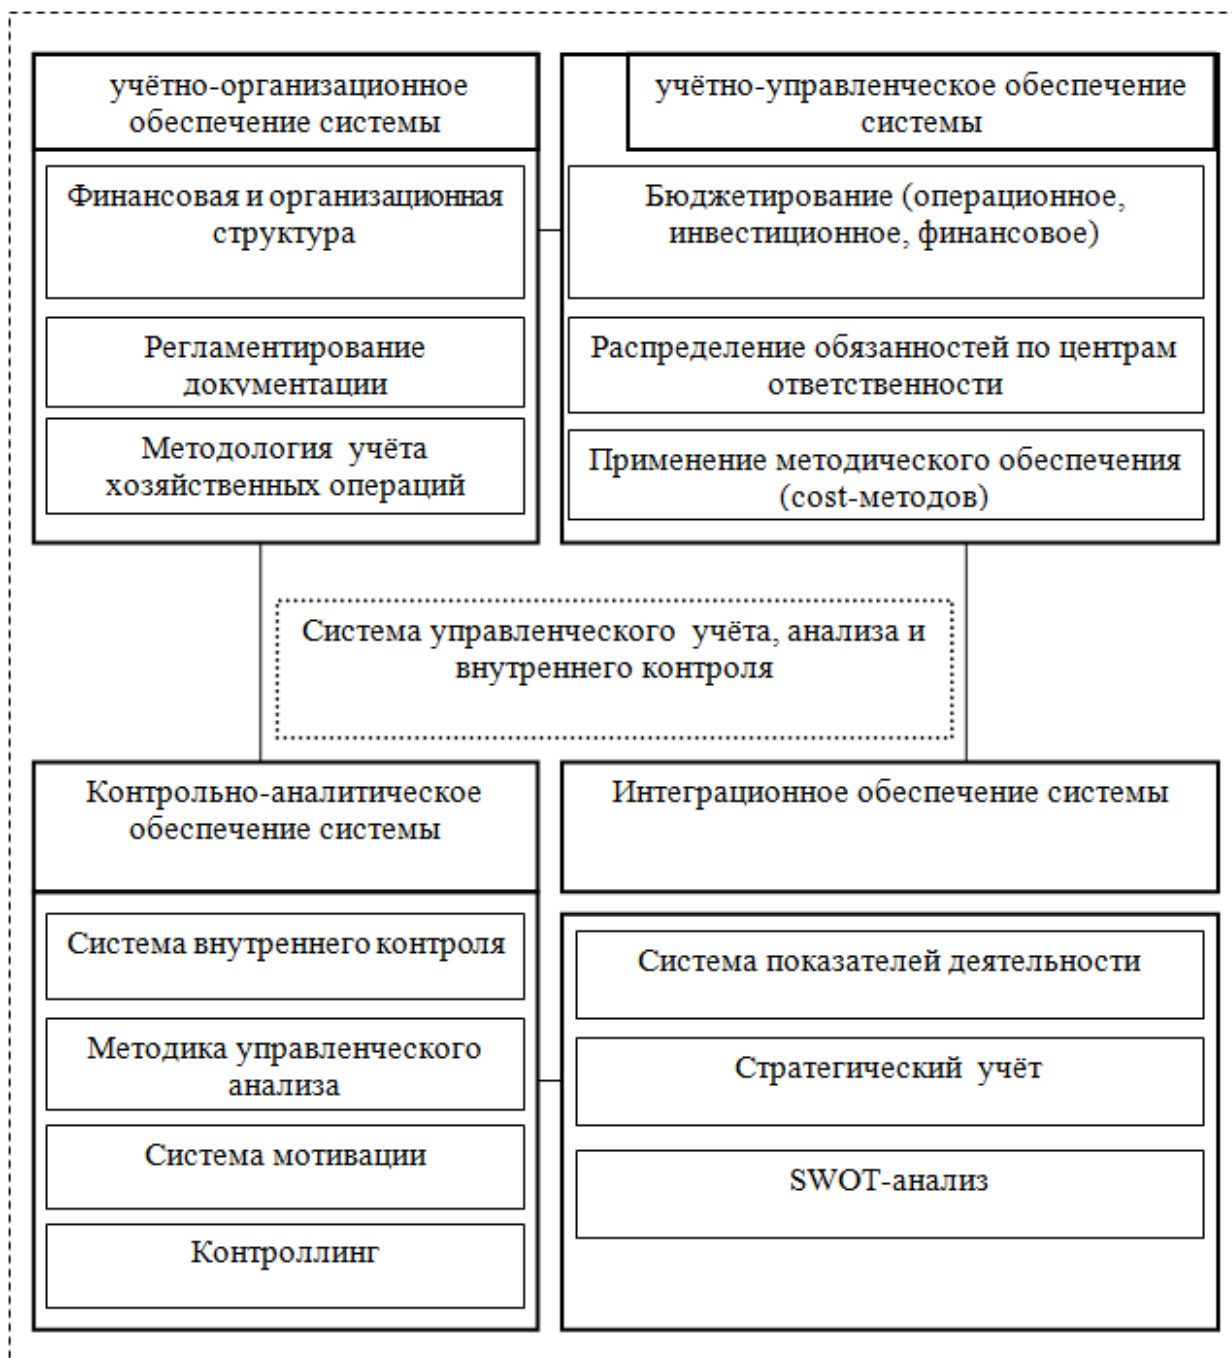 учётно-организационное
обеспечение системы
Финансовая и организационная
структура
Регламентирование
документации
Методология учёта
хозяйственных операций
учётно-управленческое обеспечение
системы
Бюджетирование (операционное,
инвестиционное, финансовое)
Распределение обязанностей по центрам
ответственности
Применение методического обеспечения
(cost-методов)
Система управленческого учёта, анализа и
внутреннего контроля
Контрольно-аналитическое
обеспечение системы
Система внутреннего контроля
Методика управленческого
анализа
Система мотивации
Контроллинг
Интеграционное обеспечение системы
Система показателей деятельности
Стратегический учёт
SWOT-анализ